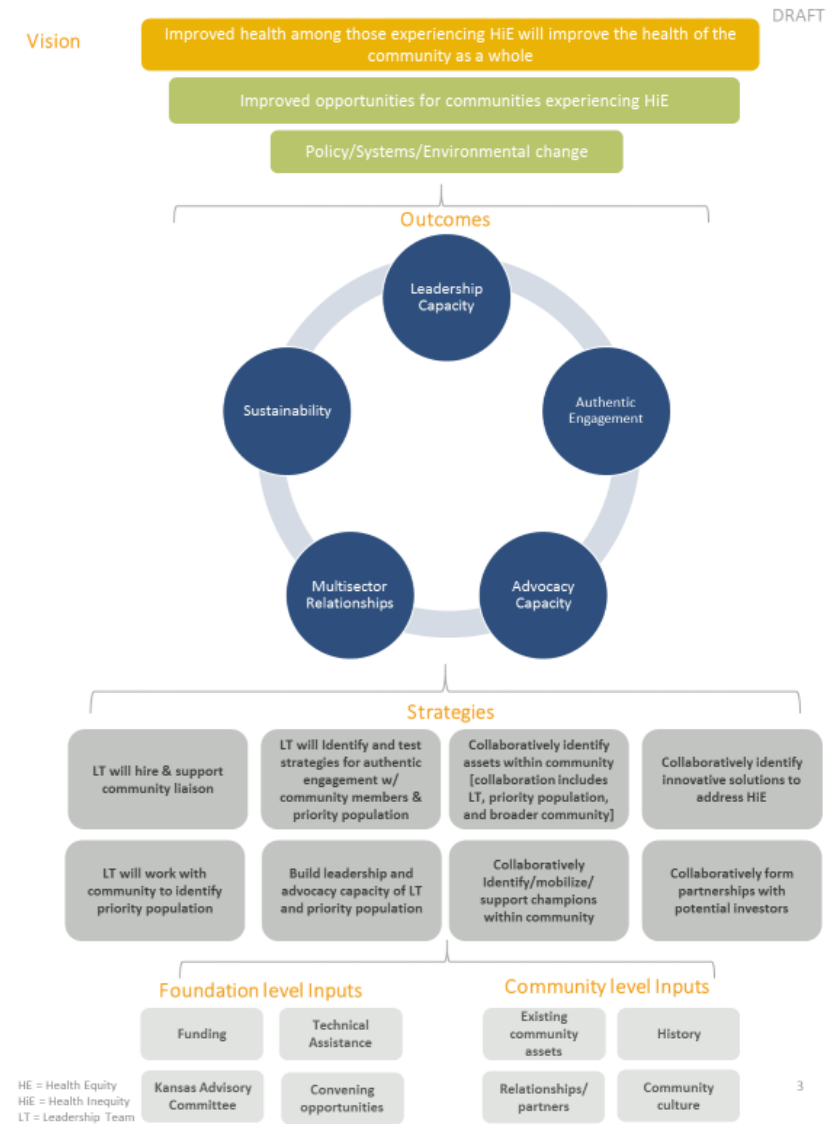 DRAFT
Vision
Improved health among those experiencing HiE will improve the health of the
community as a whole
Improved opportunities for communities experiencing HiE
Policy/Systems/Environmental change
Outcomes
Leadership
Capacity
Sustainability
Authentic
Engagement
Multisector
Relationships
Advocacy
Capacity
Strategies
LT will hire & support
community liaison
LT will Identify and test
strategies for authentic
engagement w/
community members &
priority population
Collaboratively identify
assets within community
[collaboration includes
LT, priority population,
and broader community]
Collaboratively identify
innovative solutions to
address HiE
LT will work with
community to identify
priority population
Build leadership and
advocacy capacity of LT
and priority population
Collaboratively
Identify/mobilize/
support champions
within community
Collaboratively form
partnerships with
potential investors
Foundation level Inputs
Community level Inputs
Funding
Technical
Assistance
Existing
community
assets
History
Kansas Advisory
Committee
Convening
opportunities
Relationships/
partners
Community
culture
HE = Health Equity
HiE = Health Inequity
LT = Leadership Team
3